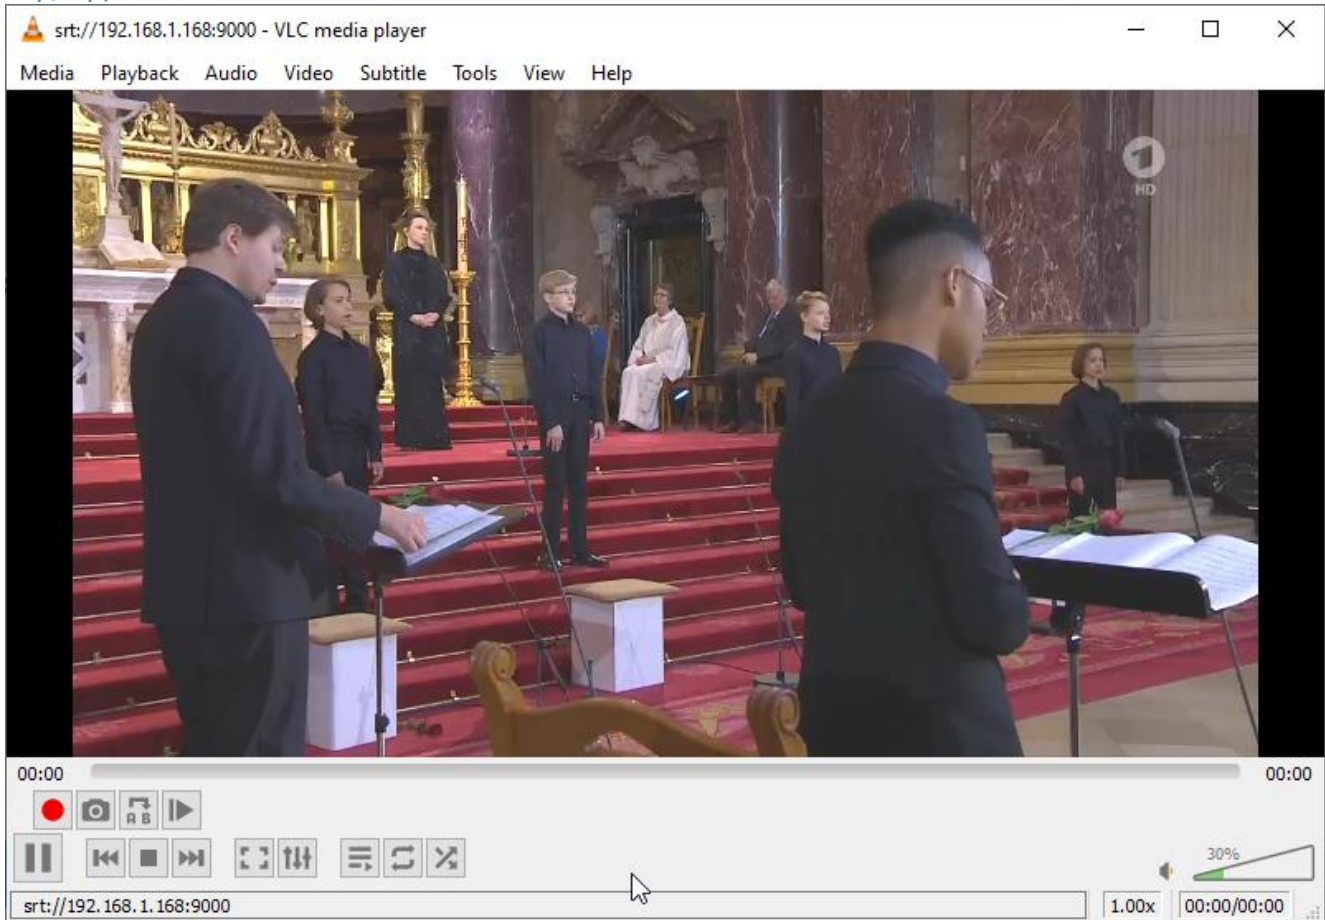 srt://192.168.1.168:9000 - VLC media player
Media Playback Audio Video Subtitle Tools View Help
1
HD
00:00 00:00
A B
30%
srt://192.168.1.168:9000 1.00x 00:00/00:00